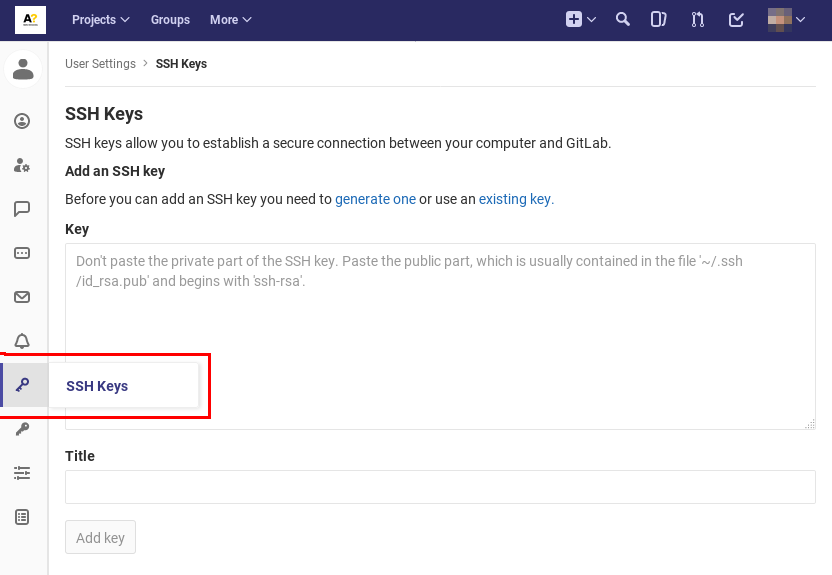 A?
Projects
Groups
More
User Settings > SSH Keys
SSH Keys
SSH keys allow you to establish a secure connection between your computer and GitLab.
Add an SSH key
Before you can add an SSH key you need to generate one or use an existing key.
Key
Don't paste the private part of the SSH key. Paste the public part, which is usually contained in the file '~/.ssh
/id_rsa.pub' and begins with 'ssh-rsa'.
SSH Keys
Title
Add key